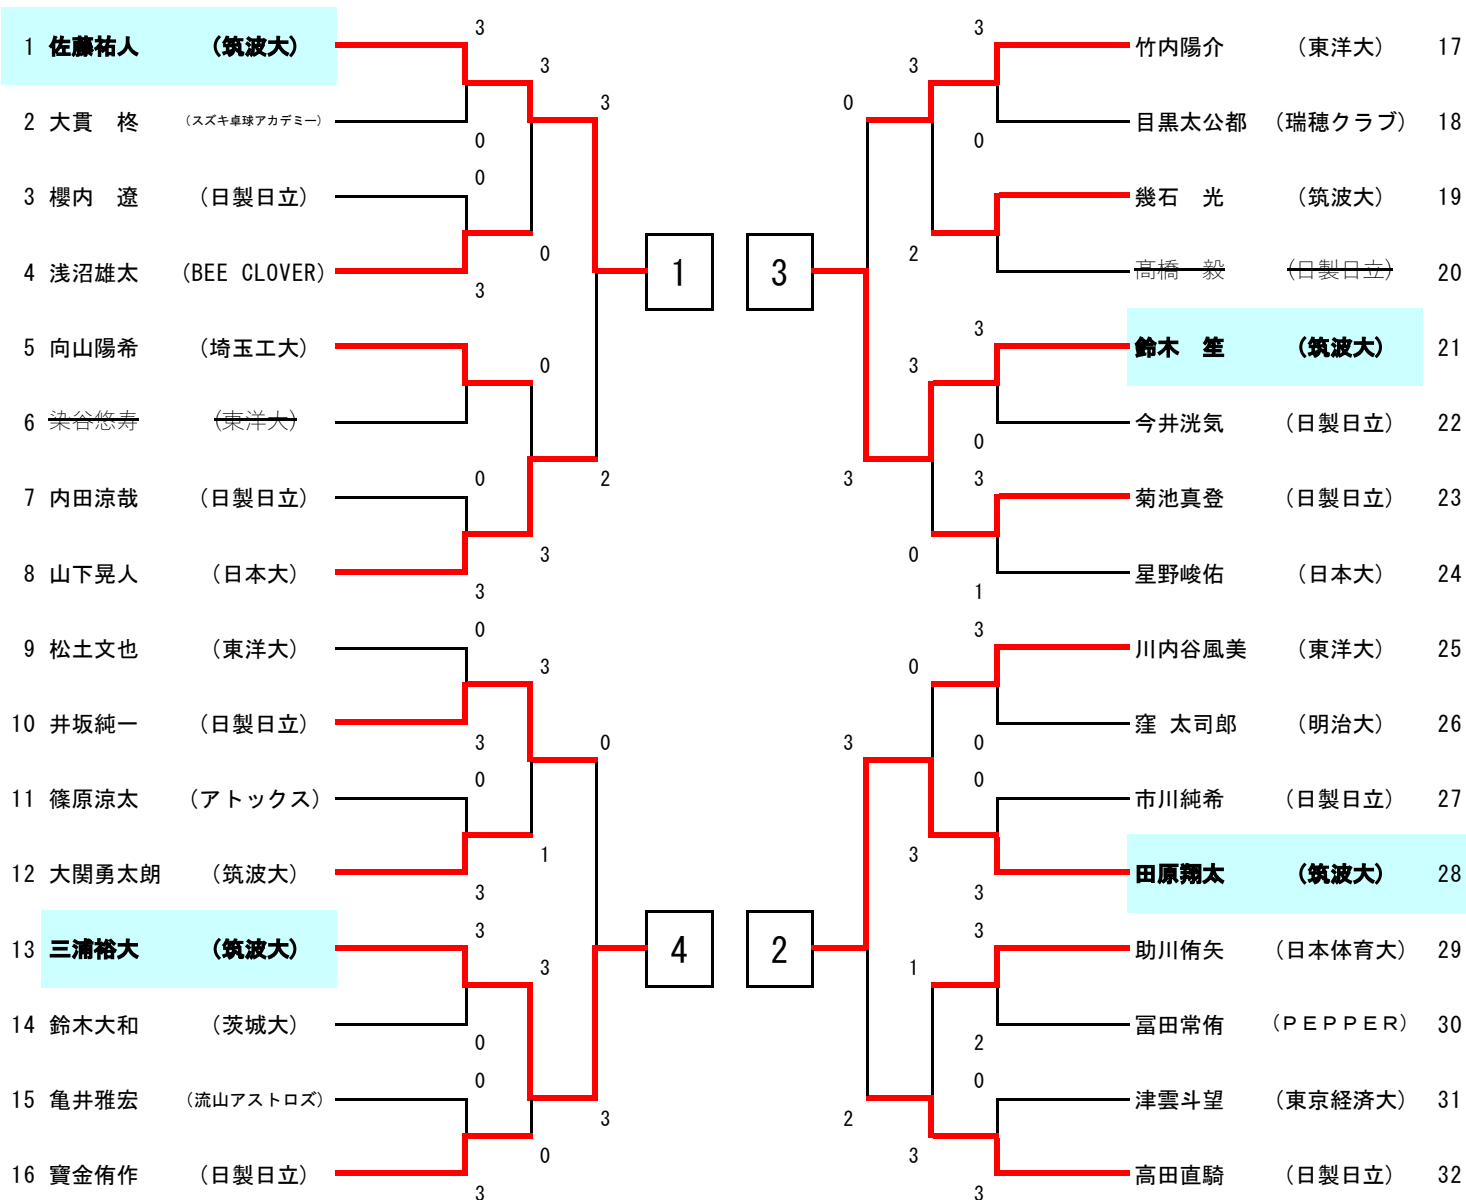 3 3
1 佐藤祐人 (筑波大) 竹内陽介 (東洋大) 17
3 3
3 0
2 大貫 柊 (スズキ卓球アカデミー) 目黒太公都 (瑞穂クラブ) 18
0 0
0
3 櫻内 遼 (日製日立) 幾石 光 (筑波大) 19
0 2
4 浅沼雄太 (BEE CLOVER) 1 3 高橋 毅 (日製日立) 20
3
3
5 向山陽希 (埼玉工大) 鈴木 笙 (筑波大) 21
0 3
6 染谷悠寿 (東洋大) 今井洸気 (日製日立) 22
0
0 2 3 3
7 内田涼哉 (日製日立) 菊池真登 (日製日立) 23
3 0
8 山下晃人 (日本大) 星野峻佑 (日本大) 24
3 1
0 3
9 松土文也 (東洋大) 川内谷風美 (東洋大) 25
3 0
10 井坂純一 (日製日立) 窪 太司郎 (明治大) 26
3 0 3 0
0 0
11 篠原涼太 (アトックス) 市川純希 (日製日立) 27
1 3
12 大関勇太朗 (筑波大) 田原翔太 (筑波大) 28
3 3
3 3
13 三浦裕大 (筑波大) 4 2 助川侑矢 (日本体育大) 29
3 1
14 鈴木大和 (茨城大) 冨田常侑 (PEPPER) 30
0 2
0 0
15 亀井雅宏 (流山アストロズ) 津雲斗望 (東京経済大) 31
3 2
0 3
16 寶金侑作 (日製日立) 高田直騎 (日製日立) 32
3 3